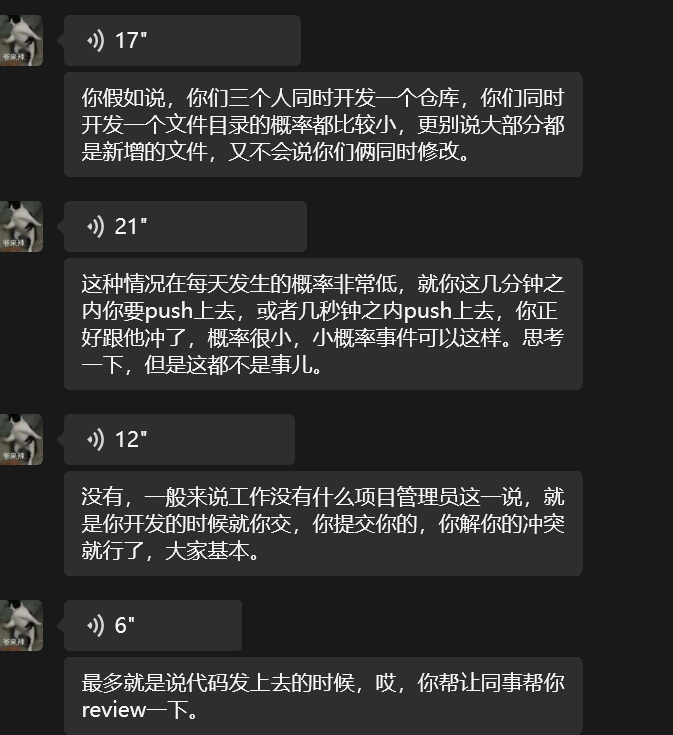 17"
你假如说，你们三个人同时开发一个仓库，你们同时
开发一个文件目录的概率都比较小，更别说大部分都
是新增的文件，又不会说你们俩同时修改。
21"
这种情况在每天发生的概率非常低，就你这几分钟之
内你要push上去，或者几秒钟之内push上去，你正
好跟他冲了，概率很小，小概率事件可以这样。思考
一下，但是这都不是事儿。
12"
没有，一般来说工作没有什么项目管理员这一说，就
是你开发的时候就你交，你提交你的，你解你的冲突
就行了，大家基本。
6"
最多就是说代码发上去的时候，哎，你帮让同事帮你
review一下。